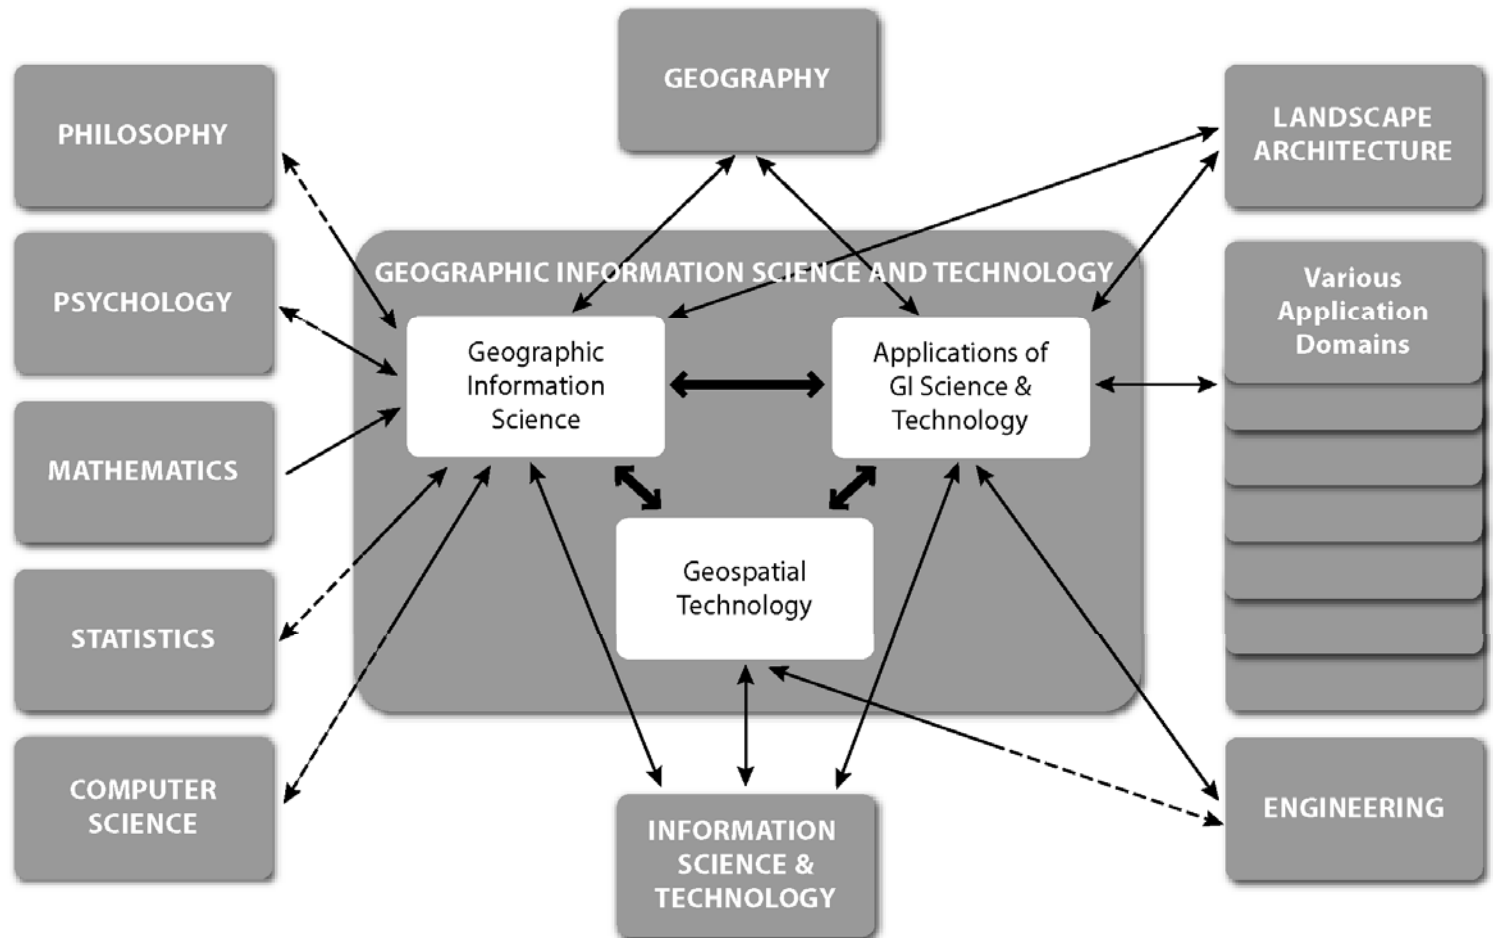 GEOGRAPHY
PHILOSOPHY
LANDSCAPE
ARCHITECTURE
PSYCHOLOGY
GEOGRAPHIC INFORMATION SCIENCE AND TECHNOLOGY
Various
Application
Domains
Geographic
Information
Science
Applications of
GI Science &
Technology
MATHEMATICS
Geospatial
Technology
STATISTICS
COMPUTER
SCIENCE
INFORMATION
SCIENCE &
TECHNOLOGY
ENGINEERING